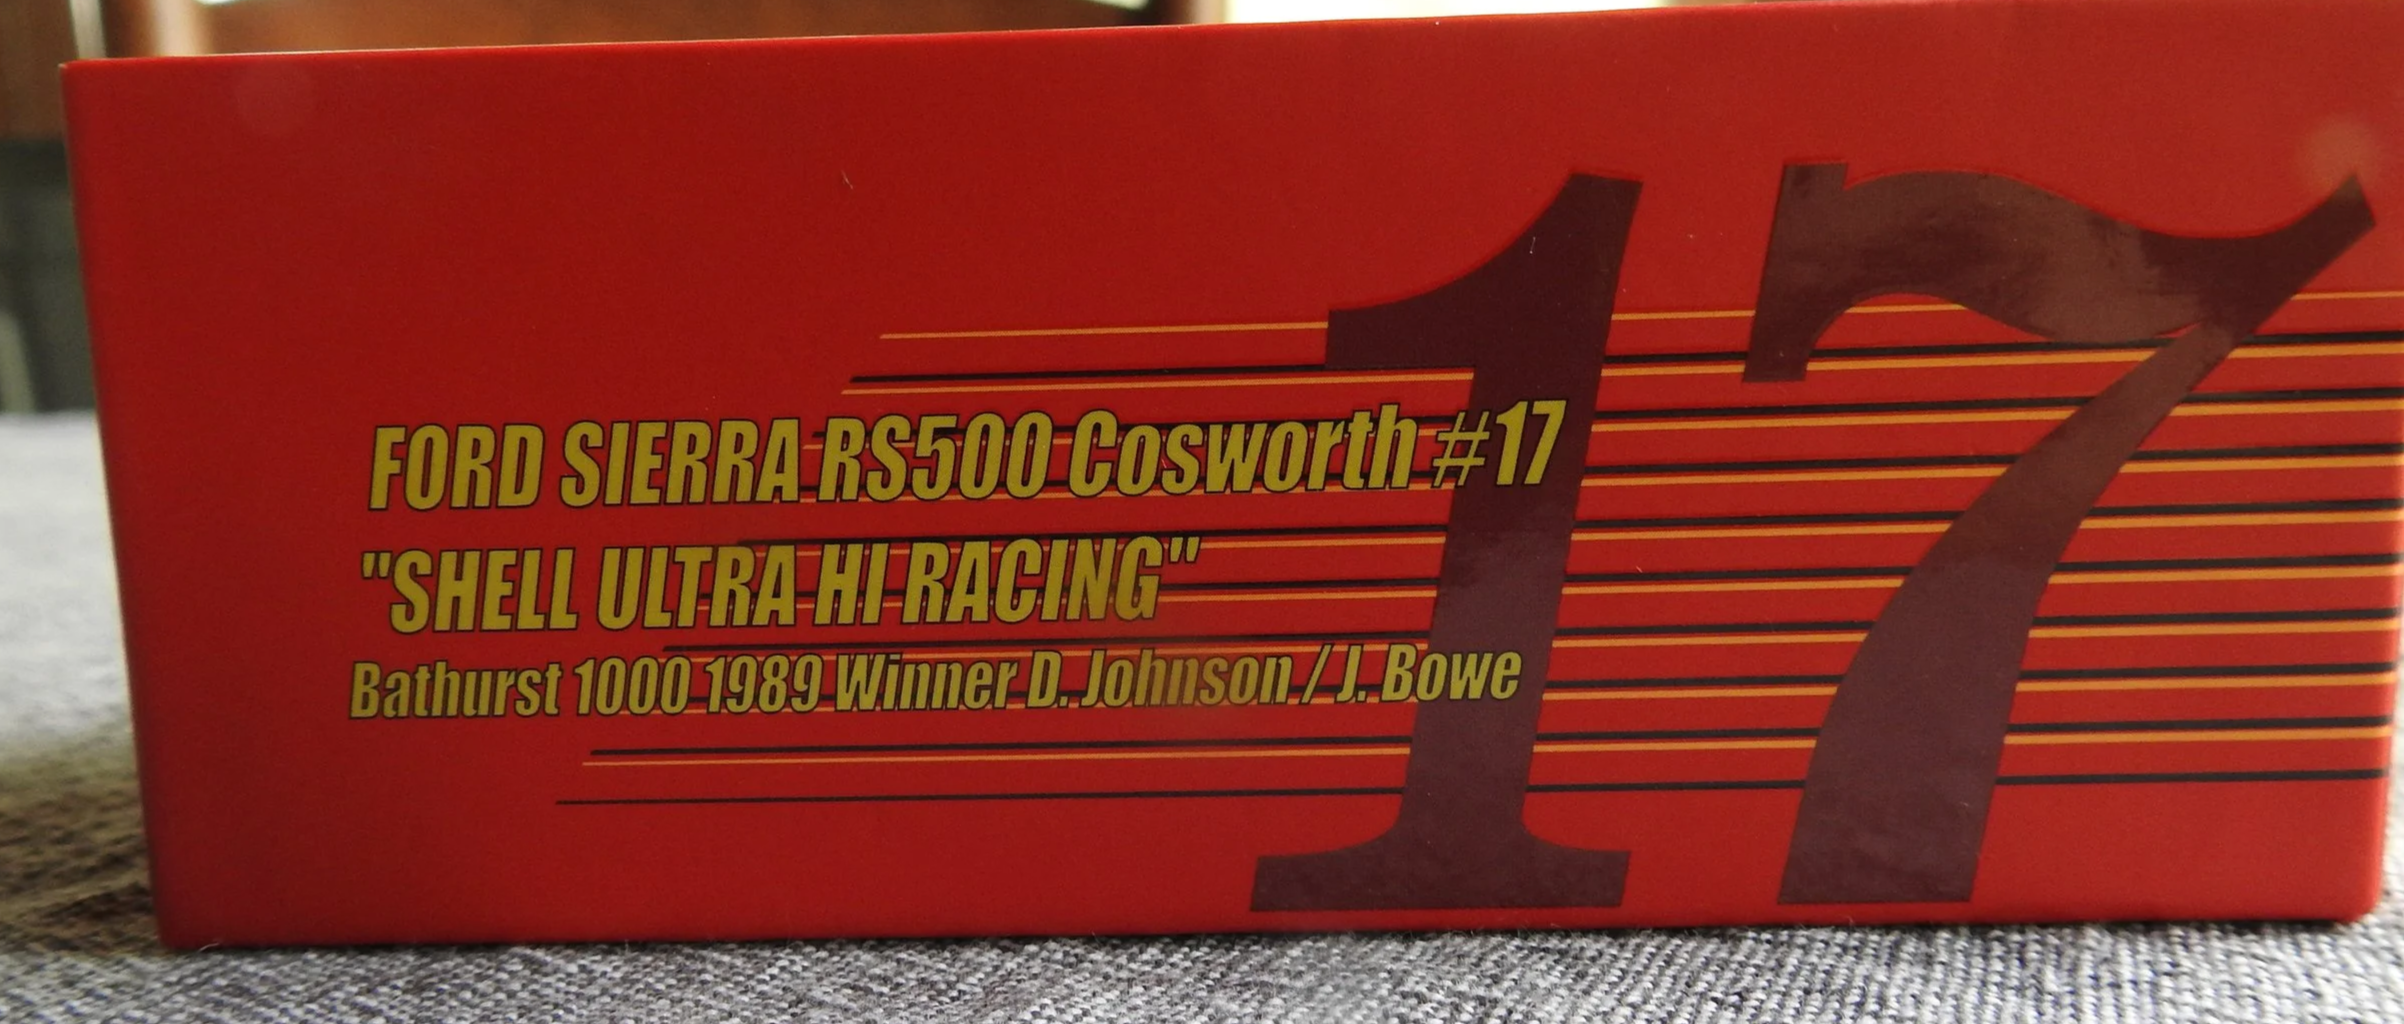 FORD SIERRA RS500 Cosworth #17
"SHELL ULTRA HI RACING"
Bathurst 1000 1989 Winner D. Johnson / J. Bowe
17